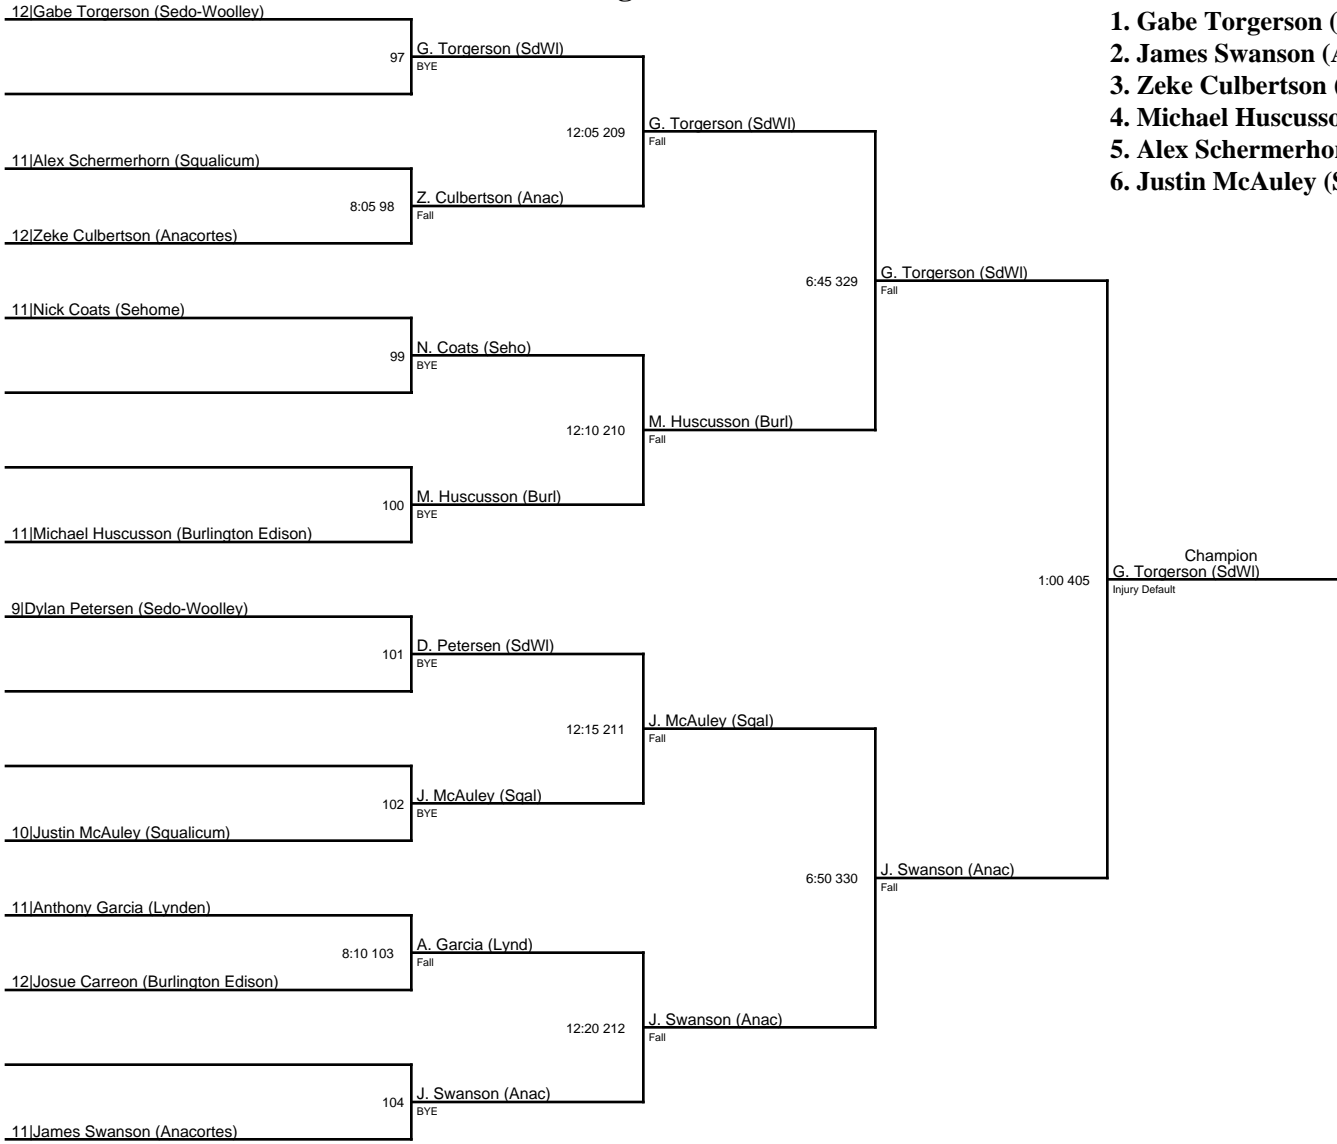 12|Gabe Torgerson (Sedo-Woolley)
97
G. Torgerson (SdWl)
BYE
12:05 209
G. Torgerson (SdWl)
Fall
11|Alex Schermerhorn (Squalicum)
8:05 98
Z. Culbertson (Anac)
Fall
12|Zeke Culbertson (Anacortes)
6:45 329
G. Torgerson (SdWl)
Fall
11|Nick Coats (Sehome)
99
N. Coats (Seho)
BYE
12:10 210
M. Huscusson (Burl)
Fall
100
M. Huscusson (Burl)
BYE
11|Michael Huscusson (Burlington Edison)
1:00 405
Champion
G. Torgerson (SdWl)
Injury Default
9|Dylan Petersen (Sedo-Woolley)
101
D. Petersen (SdWl)
BYE
12:15 211
J. McAuley (Sqal)
Fall
102
J. McAuley (Sqal)
BYE
10|Justin McAuley (Squalicum)
6:50 330
J. Swanson (Anac)
Fall
11|Anthony Garcia (Lynden)
8:10 103
A. Garcia (Lynd)
Fall
12|Josue Carreon (Burlington Edison)
12:20 212
J. Swanson (Anac)
Fall
104
J. Swanson (Anac)
BYE
11|James Swanson (Anacortes)
1. Gabe Torgerson (
2. James Swanson (
3. Zeke Culbertson (
4. Michael
5. Alex
6. Justin McAuley (